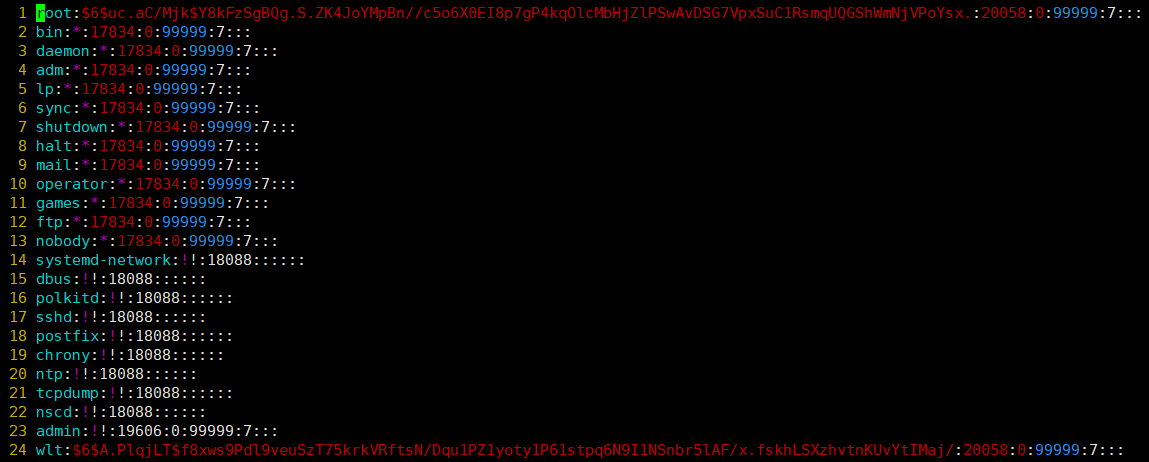 1 root:$6$uc.aC/Mjk$Y8kFzSgBQg.S.ZK4JoYMpBn//c5o6X0EI8p7gP4kqOlcMbHjZlPSwAvDSG7VpxSuC1RsmqUQGShWmNjVPoYsx.:20058:0:99999:7:::
2 bin:*:17834:0:99999:7:::
3 daemon:*:17834:0:99999:7:::
4 adm:*:17834:0:99999:7:::
5 lp:*:17834:0:99999:7:::
6 sync:*:17834:0:99999:7:::
7 shutdown:*:17834:0:99999:7:::
8 halt:*:17834:0:99999:7:::
9 mail:*:17834:0:99999:7:::
10 operator:*:17834:0:99999:7:::
11 games:*:17834:0:99999:7:::
12 ftp:*:17834:0:99999:7:::
13 nobody:*:17834:0:99999:7:::
14 systemd-network:!!:18088::::::
15 dbus:!!:18088::::::
16 polkitd:!!:18088::::::
17 sshd:!!:18088::::::
18 postfix:!!:18088::::::
19 chrony:!!:18088::::::
20 ntp:!!:18088::::::
21 tcpdump:!!:18088::::::
22 nscd:!!:18088::::::
23 admin:!!:19606:0:99999:7:::
24 wlt:$6$A.PlqjLT$f8xws9Pdl9veuSzT75krkVRftsN/Dqu1PZ1yoty1P61stpq6N9I1NSnbr5lAF/x.fskhLSXzhvtnKUvYtIMaj/:20058:0:99999:7:::